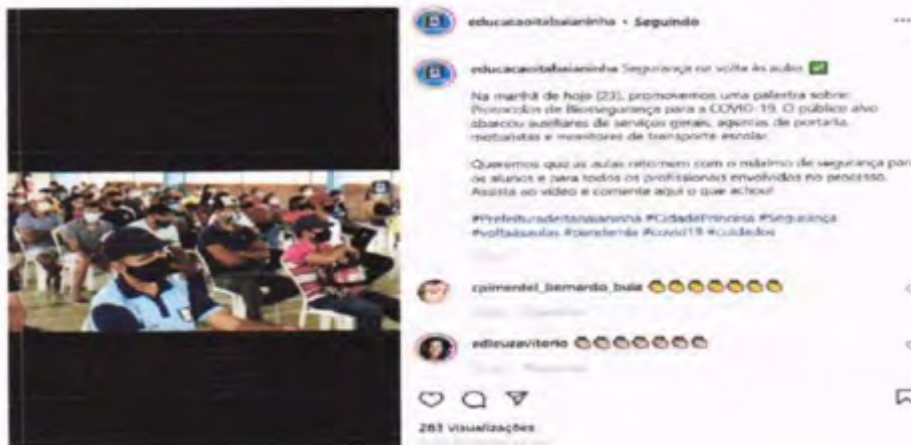 educacaoitabaianinha • Seguindo
educacaoitabaianinha Segurança na volta às aulas ✅
Na manhã de hoje (23), promovemos uma palestra sobre:
Protocolos de Biossegurança para a COVID-19. O público alvo
abarcou auxiliares de serviços gerais, agentes de portaria,
motoristas e monitores de transporte escolar.
Queremos que as aulas retornem com o máximo de segurança para
os alunos e para todos os profissionais envolvidos no processo.
Assista ao vídeo e comente aqui o que achou!
#Prefeituradeitabaianinha #CidadePrincesa #Segurança
#voltaàsaulas #pandemia #covid19 #cuidados
cpimentel_bernardo_bula 👏👏👏👏👏👏👏
edleuzavitorio 👏👏👏👏👏👏👏
283 visualizações